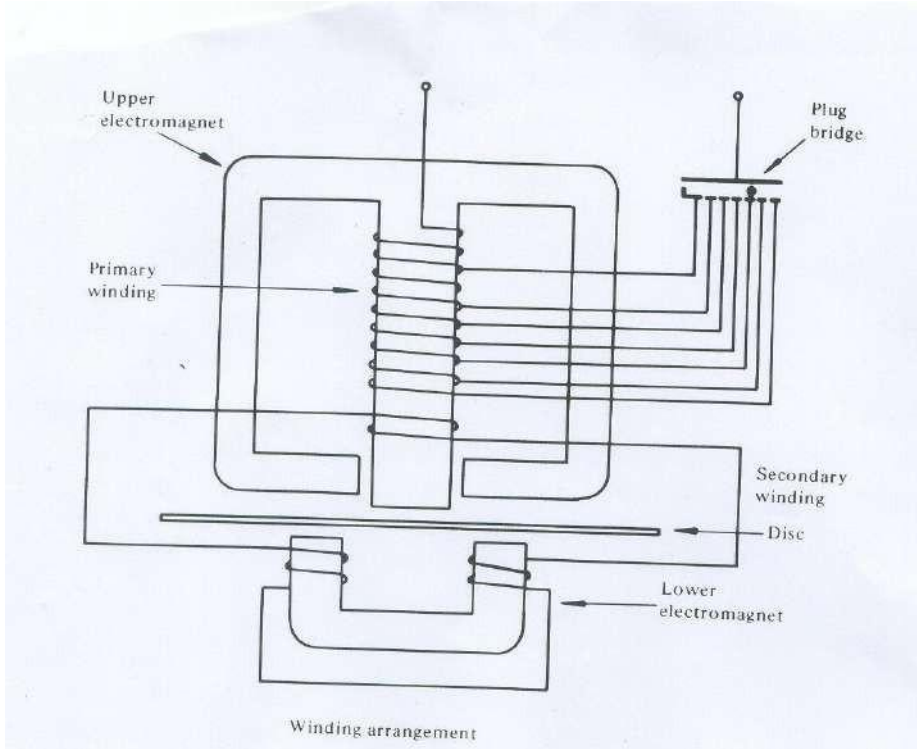 Upper
electromagnet
Plug
bridge
Primary
winding
Secondary
winding
Disc
Lower
electromagnet
Winding arrangement